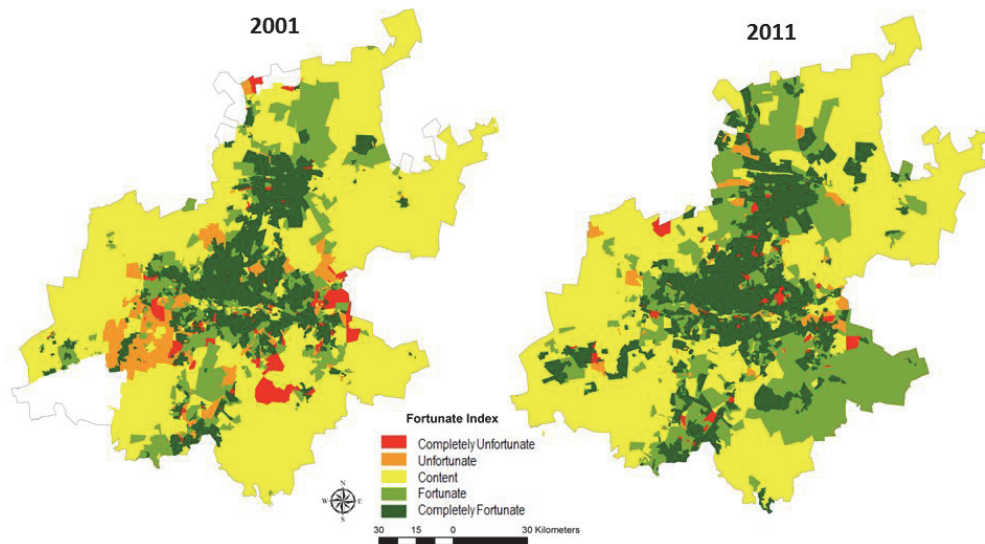 2001
2011
Fortunate Index
Completely Unfortunate
Unfortunate
Content
Fortunate
Completely Fortunate
N
W E
S
30 15 0 30 Kilometers